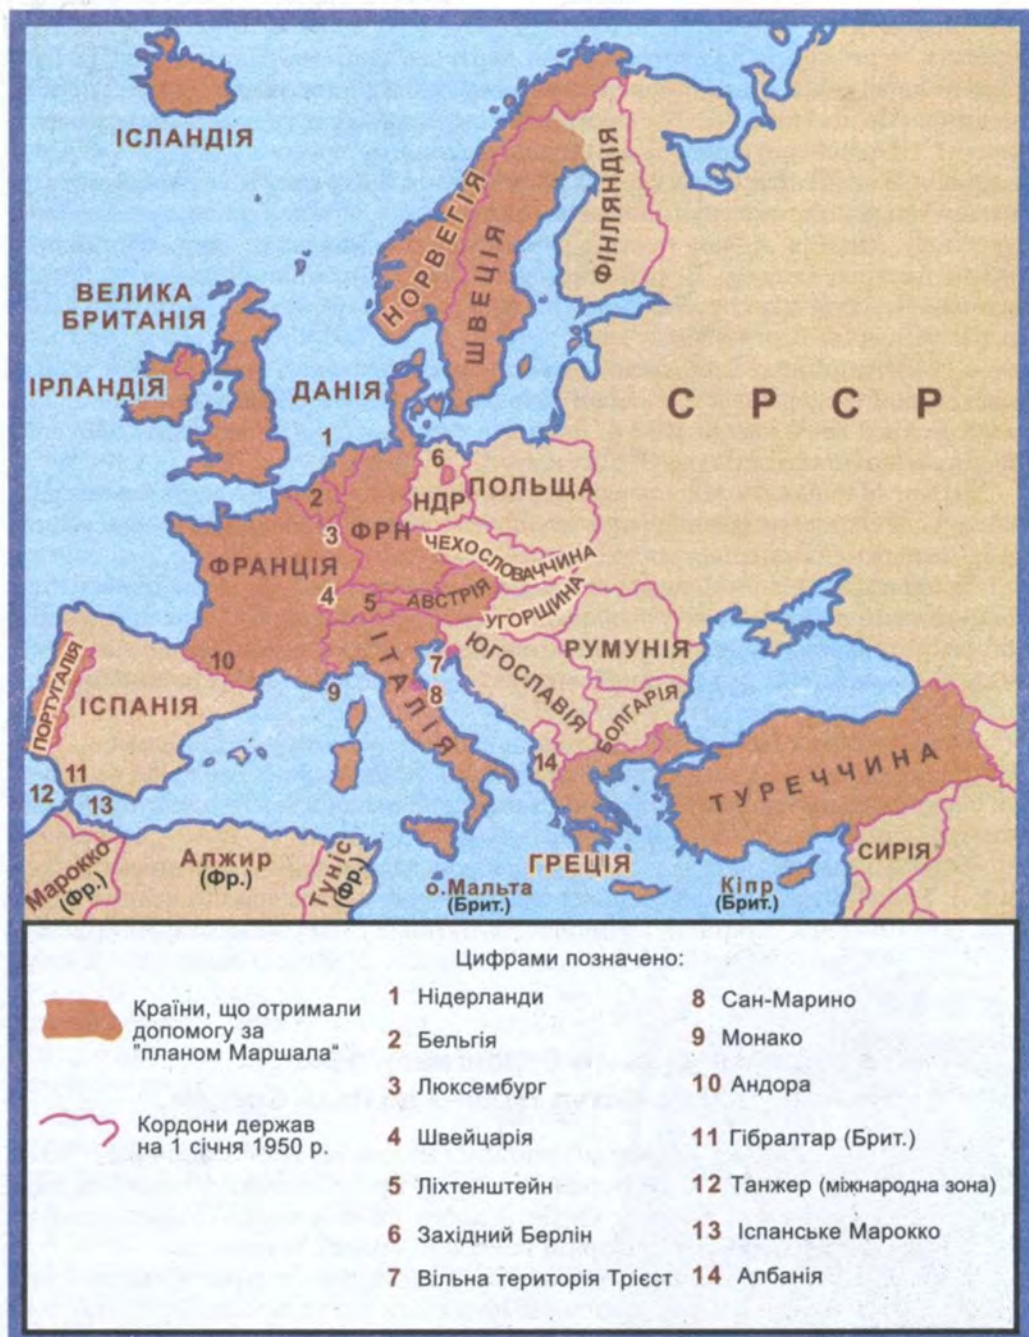 ІСЛАНДІЯ
НОРВЕГІЯ
ШВЕЦІЯ
ФІНЛЯНДІЯ
ВЕЛИКА
БРИТАНІЯ
ІРЛАНДІЯ
ДАНІЯ
СРСР
1
2
3
4
5
6
НДР
ПОЛЬЩА
ФРН
ЧЕХОСЛОВАЧЧИНА
ФРАНЦІЯ
АВСТРІЯ
УГОРЩИНА
РУМУНІЯ
ІТАЛІЯ
ЮГОСЛАВІЯ
БОЛГАРІЯ
7
8
9
10
ПОРТУГАЛІЯ
ІСПАНІЯ
11
12
13
14
ТУРЕЧЧИНА
ГРЕЦІЯ
СИРІЯ
Марокко
(Фр.)
Алжир
(Фр.)
Туніс
(Фр.)
о.Мальта
(Брит.)
Кіпр
(Брит.)
Цифрами позначено:
Країни, що отримали
допомогу за
"планом Маршала"
Кордони держав
на 1 січня 1950 р.
1 Нідерланди
2 Бельгія
3 Люксембург
4 Швейцарія
5 Ліхтенштейн
6 Західний Берлін
7 Вільна територія Трієст
8 Сан-Марино
9 Монако
10 Андора
11 Гібралтар (Брит.)
12 Танжер (міжнародна зона)
13 Іспанське Марокко
14 Албанія